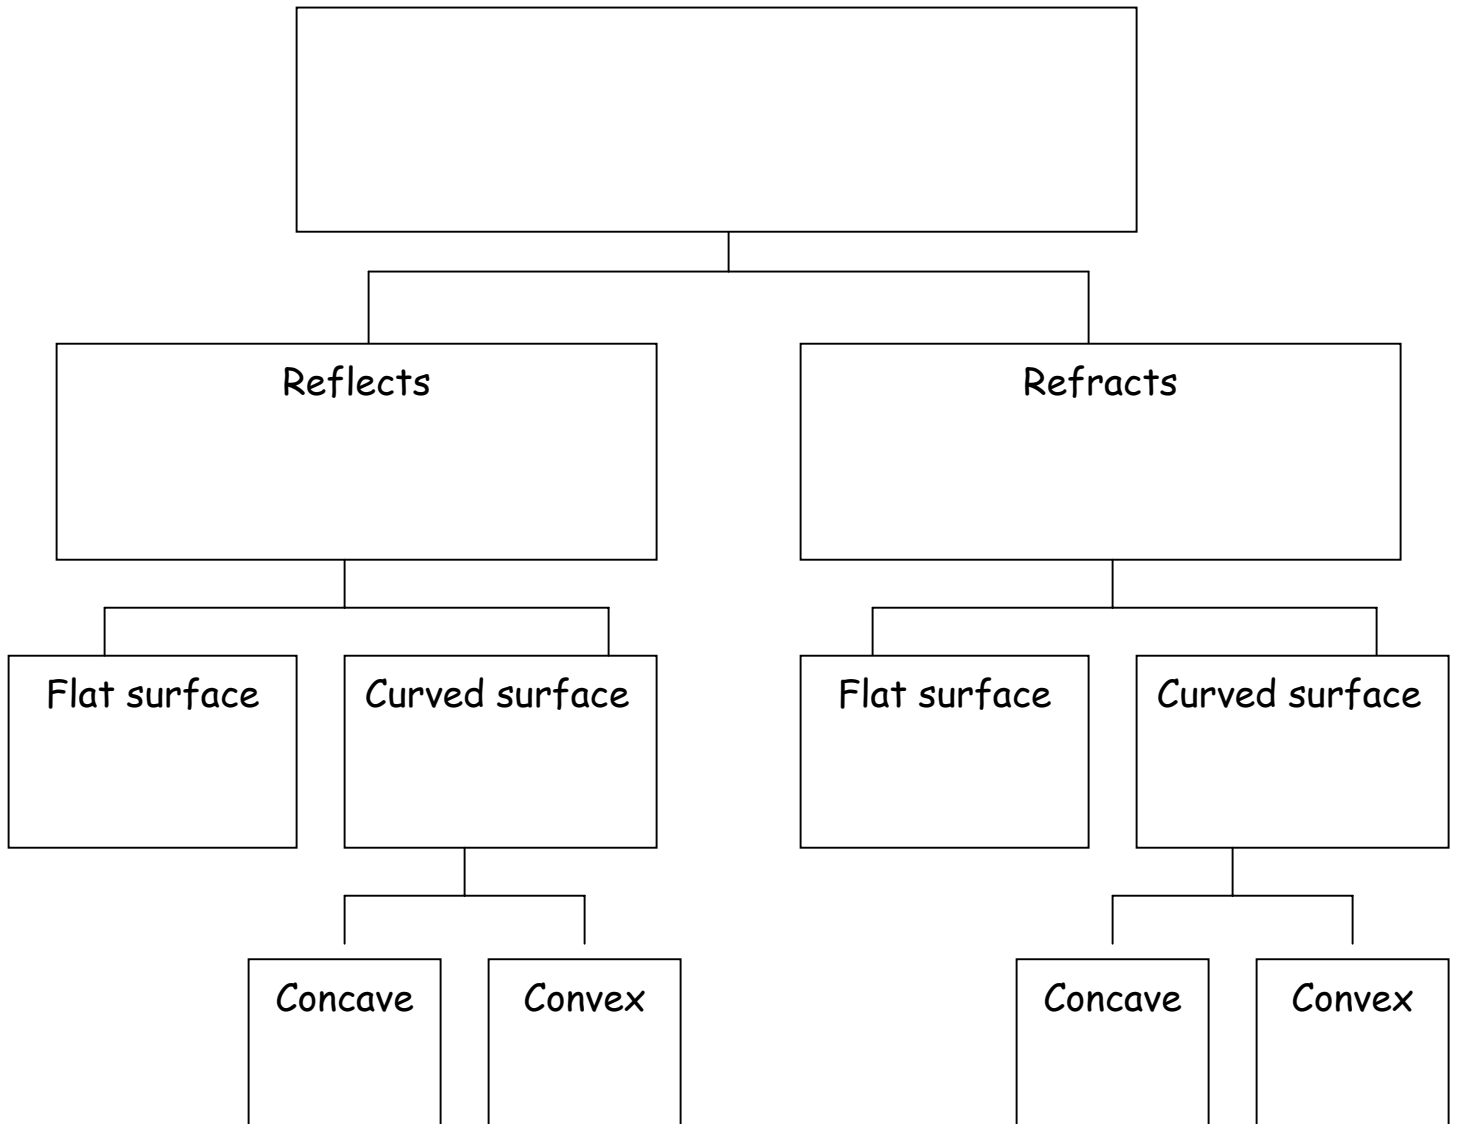 Reflects
Refracts
Flat surface
Curved surface
Flat surface
Curved surface
Concave
Convex
Concave
Convex